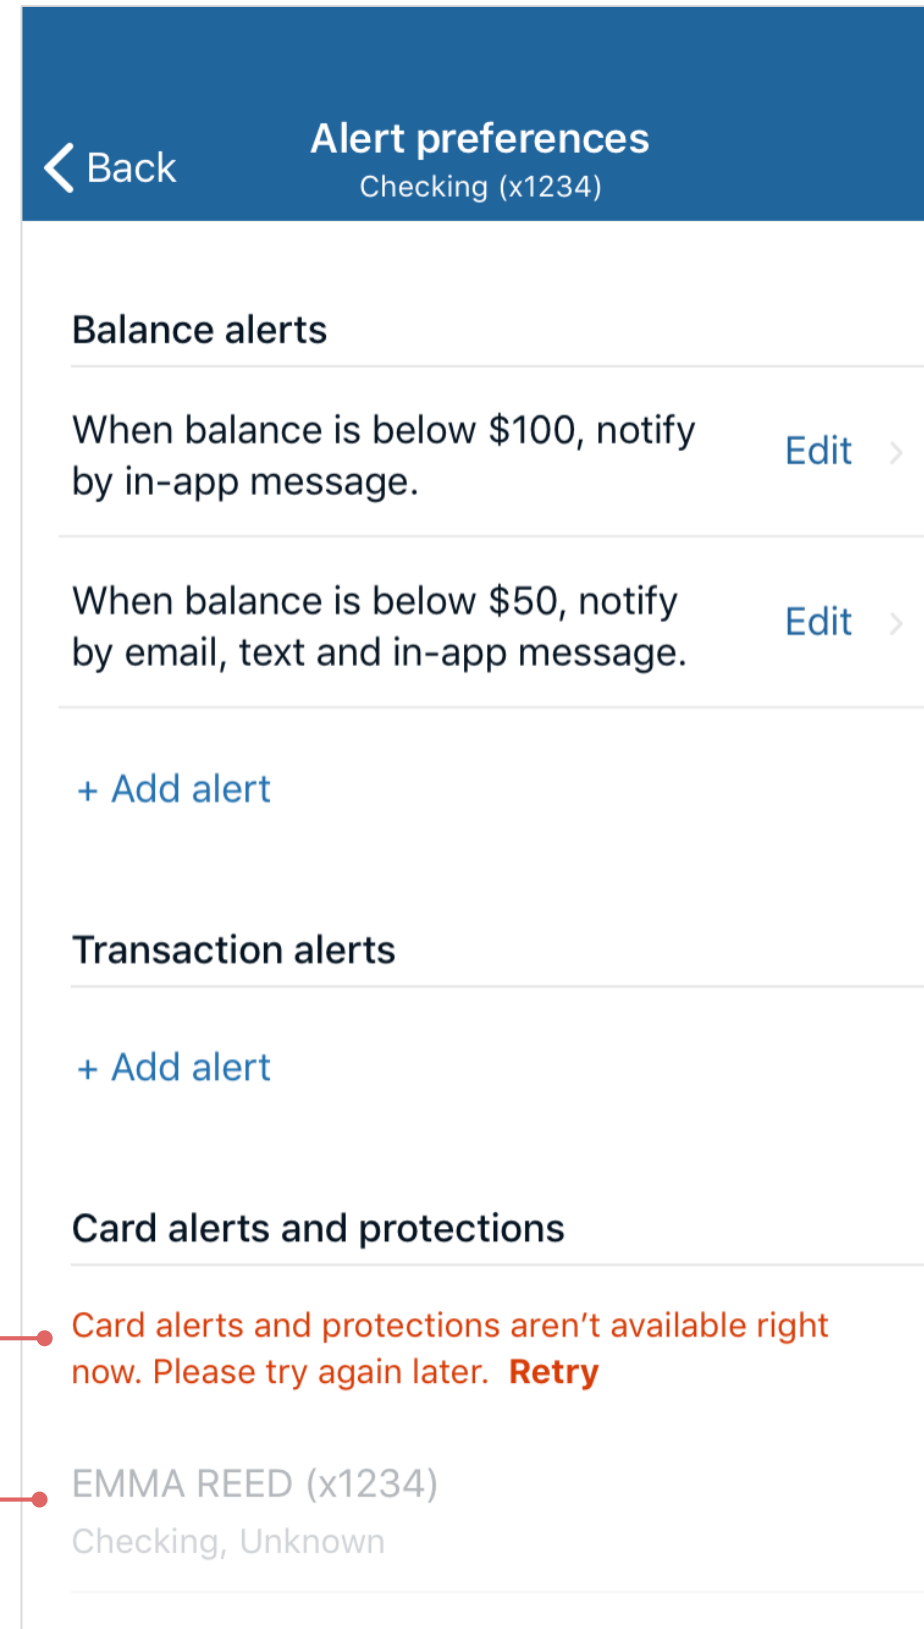 Alert preferences
Back
Checking (x1234)
Balance alerts
When balance is below $100, notify
by in-app message.
Edit
When balance is below $50, notify
by email, text and in-app message.
Edit
+ Add alert
Transaction alerts
+ Add alert
Card alerts and protections
Card alerts and protections aren’t available right
now. Please try again later. Retry
EMMA REED (x1234)
Checking, Unknown